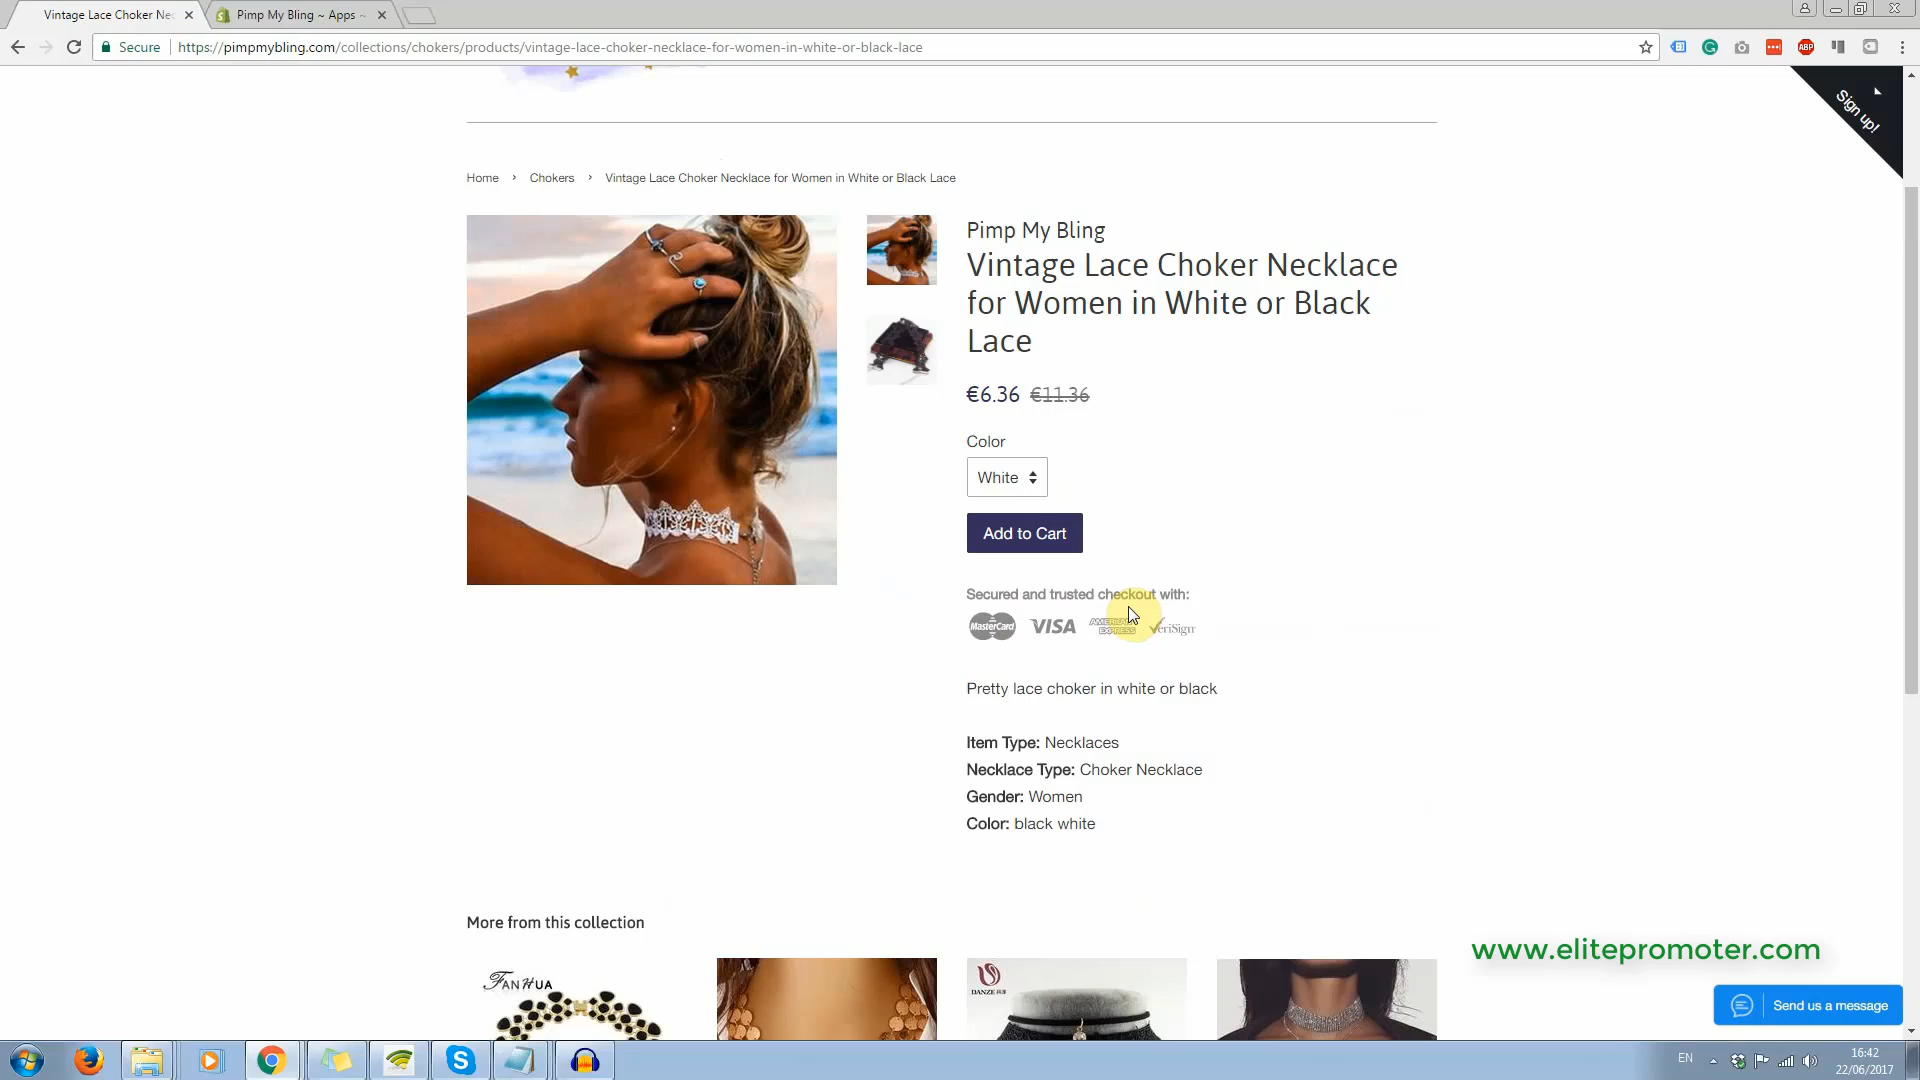 Vintage Lace Choker Nec
Pimp My Bling ~ Apps ~
Secure
https://pimpmybling.com/collections/chokers/products/vintage-lace-choker-necklace-for-women-in-white-or-black-lace
ABP
Sign up!
Home › Chokers › Vintage Lace Choker Necklace for Women in White or Black Lace
Pimp My Bling
Vintage Lace Choker Necklace
for Women in White or Black
Lace
€6.36 €11.36
Color
White
Add to Cart
Secured and trusted checkout with:
MasterCard VISA AMERICAN EXPRESS VeriSign
Pretty lace choker in white or black
Item Type: Necklaces
Necklace Type: Choker Necklace
Gender: Women
Color: black white
More from this collection
FANHUA
DANZE
www.elitepromoter.com
Send us a message
EN
16:42
22/06/2017